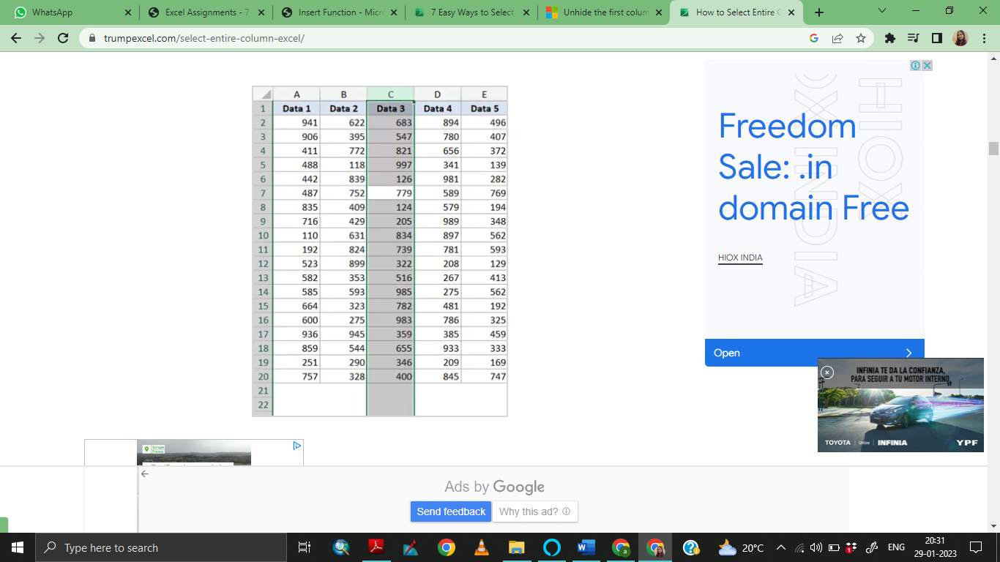 WhatsApp
Excel Assignments - 7
Insert Function - Micr
7 Easy Ways to Select
Unhide the first colum
How to Select Entire C
trumpexcel.com/select-entire-column-excel/
A B C D E
1 Data 1 Data 2 Data 3 Data 4 Data 5
2 941 622 683 894 496
3 906 395 547 780 407
4 411 772 821 656 372
5 488 118 997 341 139
6 442 839 126 981 282
7 487 752 779 589 769
8 835 409 124 579 194
9 716 429 205 989 348
10 110 631 834 897 562
11 192 824 739 781 593
12 523 899 322 208 129
13 582 353 516 267 413
14 585 593 985 275 562
15 664 323 782 481 192
16 600 275 983 786 325
17 936 945 359 385 459
18 859 544 655 933 333
19 251 290 346 209 169
20 757 328 400 845 747
21
22
HIOX INDIA
Freedom
Sale: .in
domain Free
HIOX INDIA
Open
INFINIA TE DA LA CONFIANZA,
PARA SEGUIR A TU MOTOR INTERNO.
TOYOTA | Utiliza | INFINIA YPF
Europe
France
Ads by Google
Send feedback
Why this ad?
Type here to search
20°C
ENG
20:31
29-01-2023